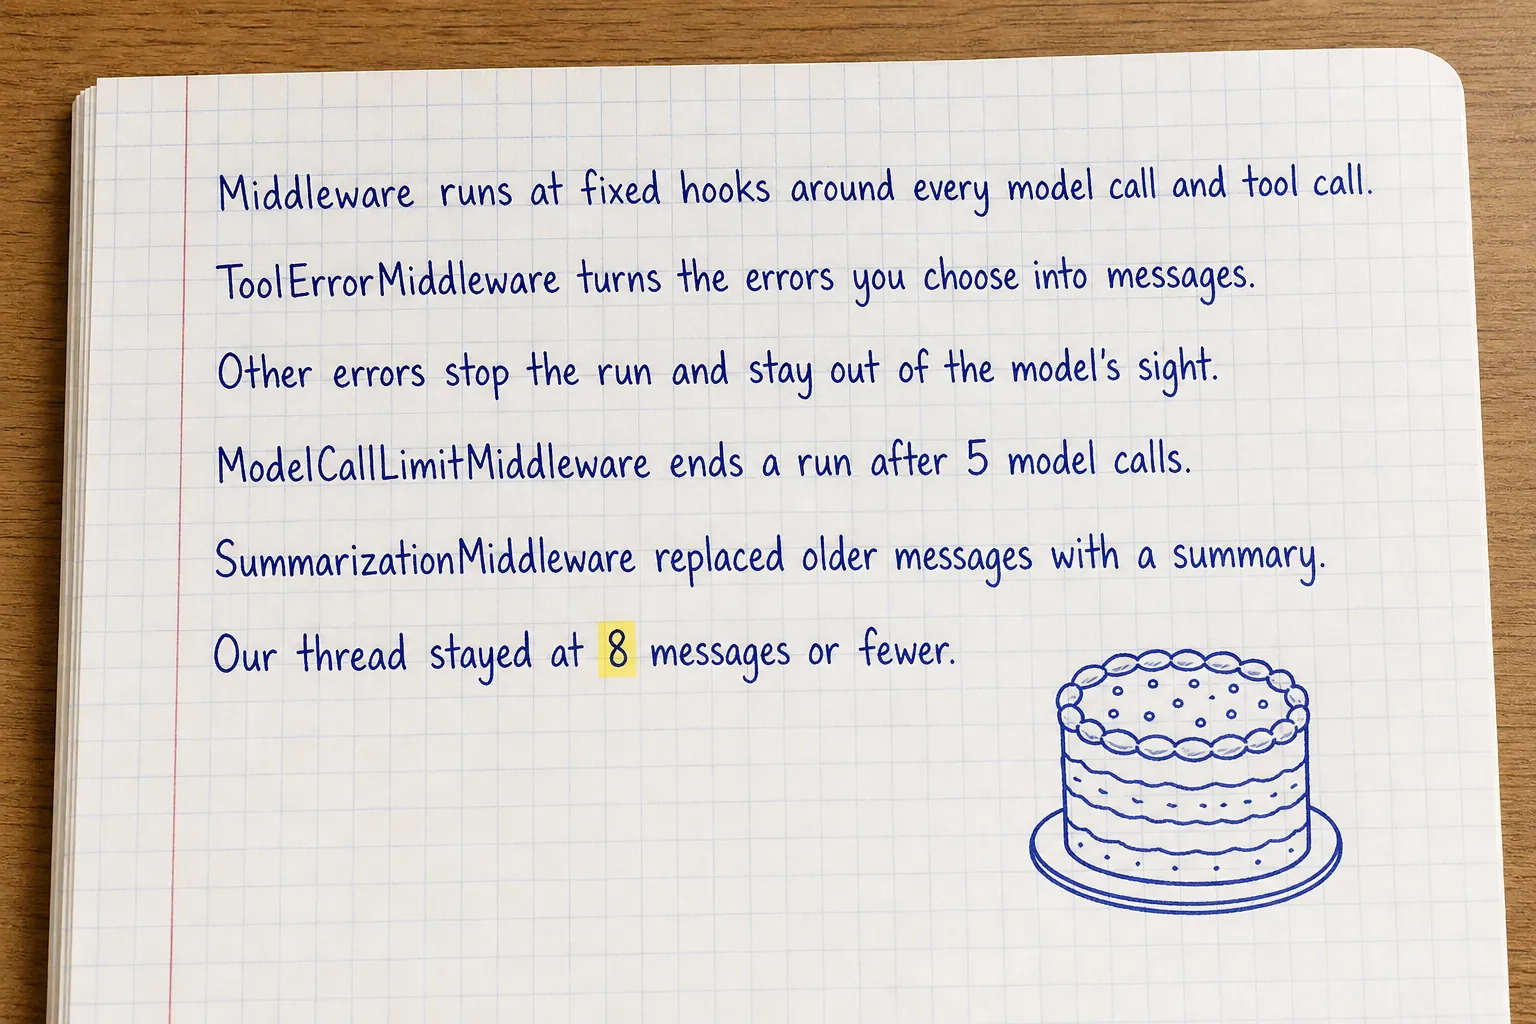 Middleware runs at fixed hooks around every model call and tool call.
ToolErrorMiddleware turns the errors you choose into messages.
Other errors stop the run and stay out of the model's sight.
ModelCallLimitMiddleware ends a run after 5 model calls.
SummarizationMiddleware replaced older messages with a summary.
Our thread stayed at 8 messages or fewer.